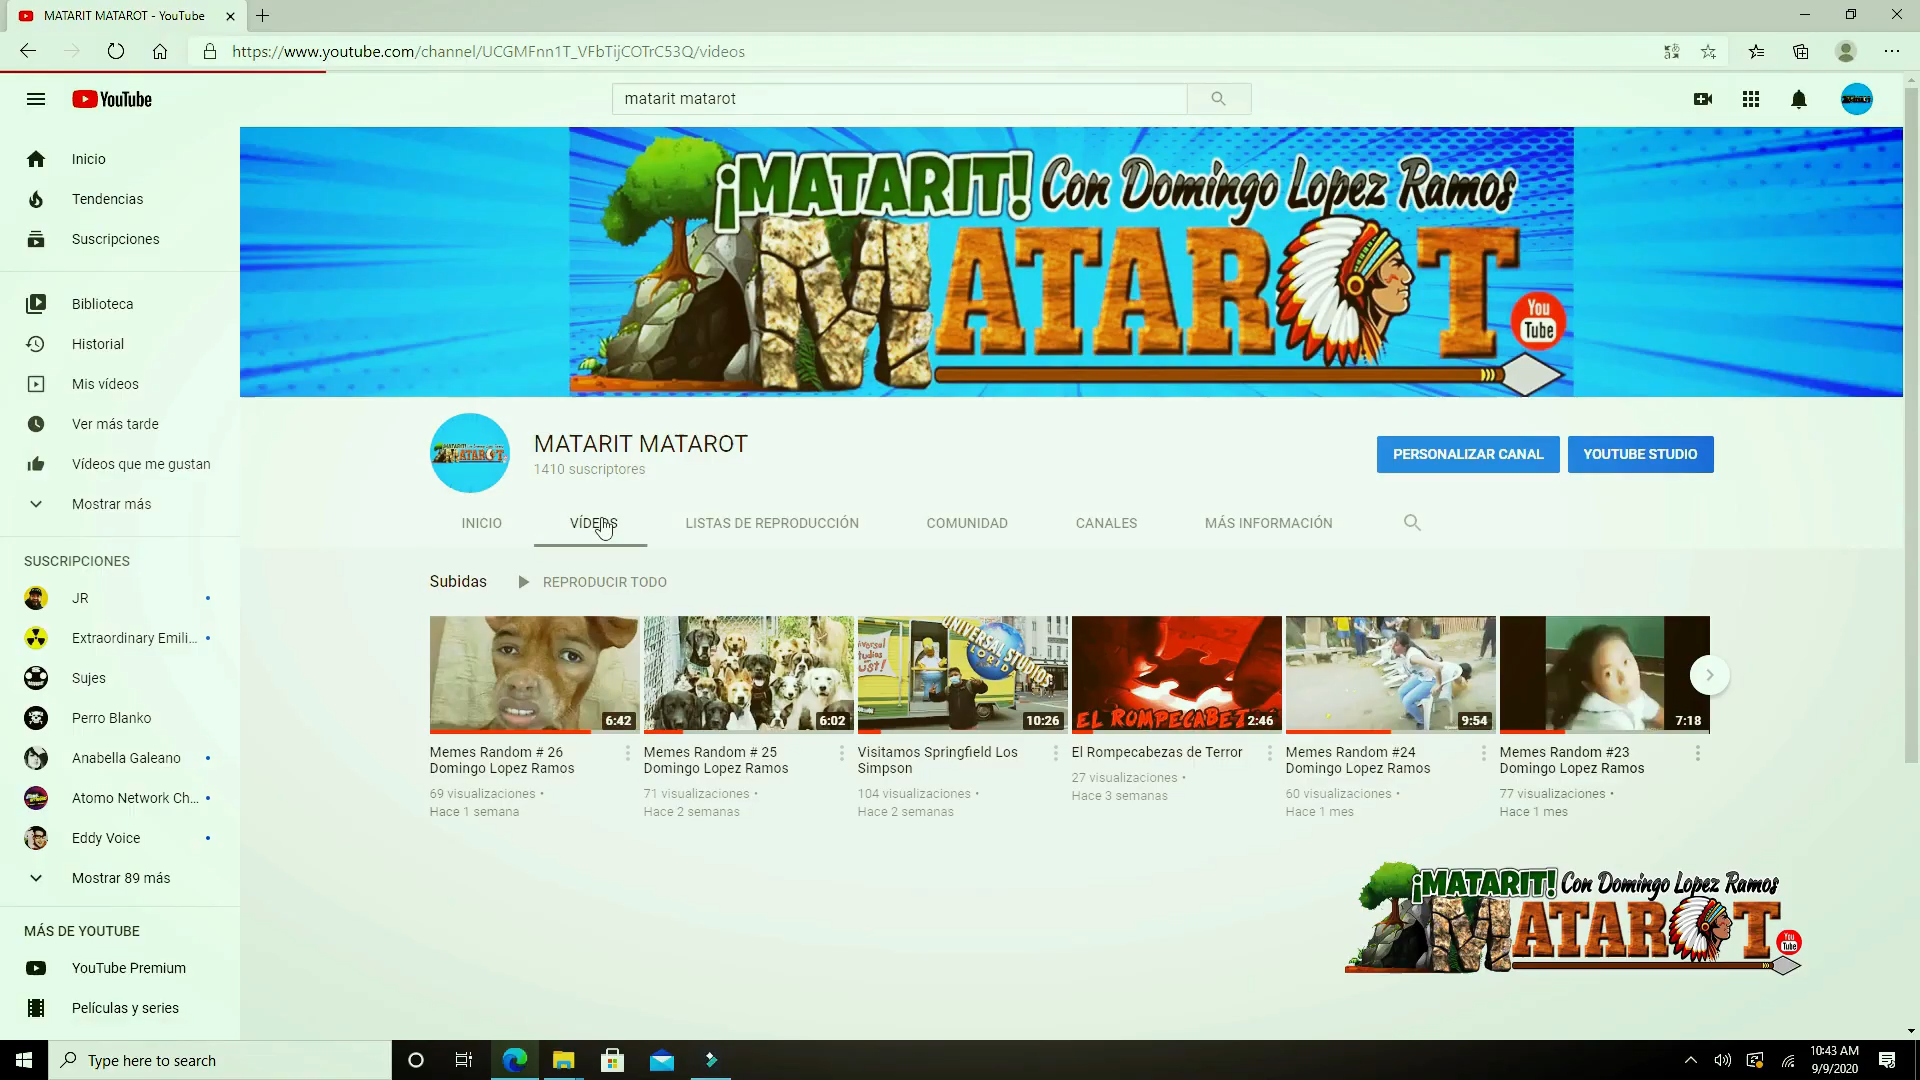 MATARIT MATAROT - YouTube
https://www.youtube.com/channel/UCGMFnn1T_VFbTijCOTrC53Q/videos
YouTube
matarit matarot
Inicio
Tendencias
Suscripciones
Biblioteca
Historial
Mis vídeos
Ver más tarde
Vídeos que me gustan
Mostrar más
SUSCRIPCIONES
JR
Extraordinary Emili...
Sujes
Perro Blanko
Anabella Galeano
Atomo Network Ch...
Eddy Voice
Mostrar 89 más
MÁS DE YOUTUBE
YouTube Premium
Películas y series
¡MATARIT! Con Domingo Lopez Ramos
MATAROT
You
Tube
MATARIT MATAROT
1410 suscriptores
PERSONALIZAR CANAL
YOUTUBE STUDIO
INICIO
VÍDEOS
LISTAS DE REPRODUCCIÓN
COMUNIDAD
CANALES
MÁS INFORMACIÓN
Subidas
REPRODUCIR TODO
6:42
Memes Random # 26
Domingo Lopez Ramos
69 visualizaciones •
Hace 1 semana
6:02
Memes Random # 25
Domingo Lopez Ramos
71 visualizaciones •
Hace 2 semanas
UNIVERSAL STUDIOS
10:26
Visitamos Springfield Los
Simpson
104 visualizaciones •
Hace 2 semanas
EL ROMPECABEZ
2:46
El Rompecabezas de Terror
27 visualizaciones •
Hace 3 semanas
9:54
Memes Random #24
Domingo Lopez Ramos
60 visualizaciones •
Hace 1 mes
7:18
Memes Random #23
Domingo Lopez Ramos
77 visualizaciones •
Hace 1 mes
¡MATARIT! Con Domingo Lopez Ramos
MATAROT
You
Tube
Type here to search
10:43 AM
9/9/2020